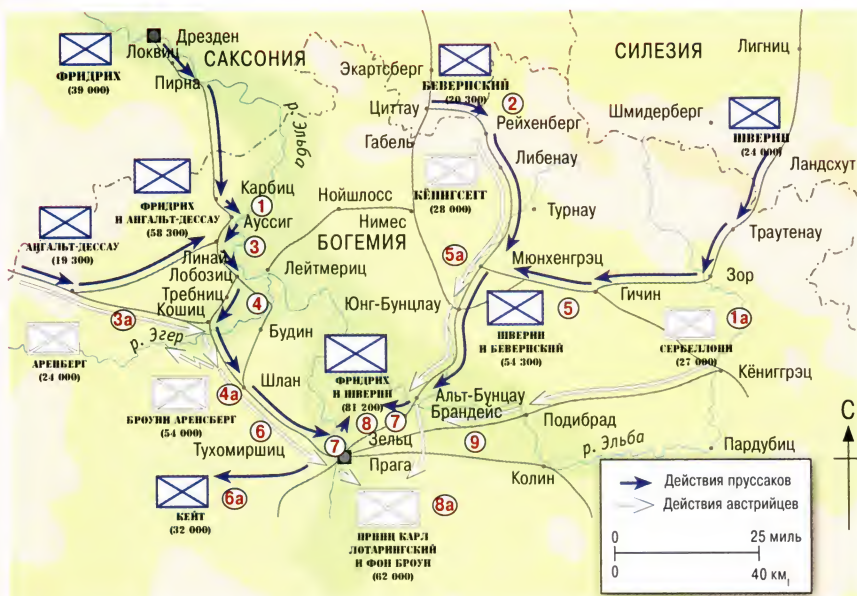 Дрезден
Локвиц
САКСОНИЯ
ФРИДРИХ
(39 000)
Пирна
р. Эльба
Экартсберг
БЕВЕРНСКИЙ
(20 300)
2
Циттау
Рейхенберг
Габель
Либенау
СИЛЕЗИЯ
Лигниц
Шмидерберг
ШВЕРИН
(24 000)
Ландсхут
Траутенау
Зор
ФРИДРИХ
И АНГАЛЬТ-ДЕССАУ
(58 300)
Карбиц
1
Ауссиг
3
АНГАЛЬТ-ДЕССАУ
(19 300)
Линай
Лобозиц
Требниц
4
Кошиц
3а
Нойшлосс
Нимес
БОГЕМИЯ
Лейтмериц
КЁНИГСЕГГ
(28 000)
Турнау
5а
Мюнхенгрэц
Гичин
5
Юнг-Бунцлау
1а
СЕРБЕЛЛОНИ
(27 000)
Кёниггрэц
АРЕНБЕРГ
(24 000)
р. Эгер
Будин
ШВЕРИН
И БЕВЕРНСКИЙ
(54 300)
БРОУИН АРЕНСБЕРГ
(54 000)
4а
Шлан
6
ФРИДРИХ
И ШВЕРИН
(81 200)
Альт-Бунцау
Брандейс
Подибрад
Тухомиршиц
7
8
7
Зельц
9
р. Эльба
Пардубиц
Прага
Колин
КЕЙТ
(32 000)
6а
8а
ПРИНЦ КАРЛ
ЛОТАРИНГСКИЙ
И ФОН БРОУН
(62 000)
С
Действия пруссаков
Действия австрийцев
0 25 миль
0 40 км